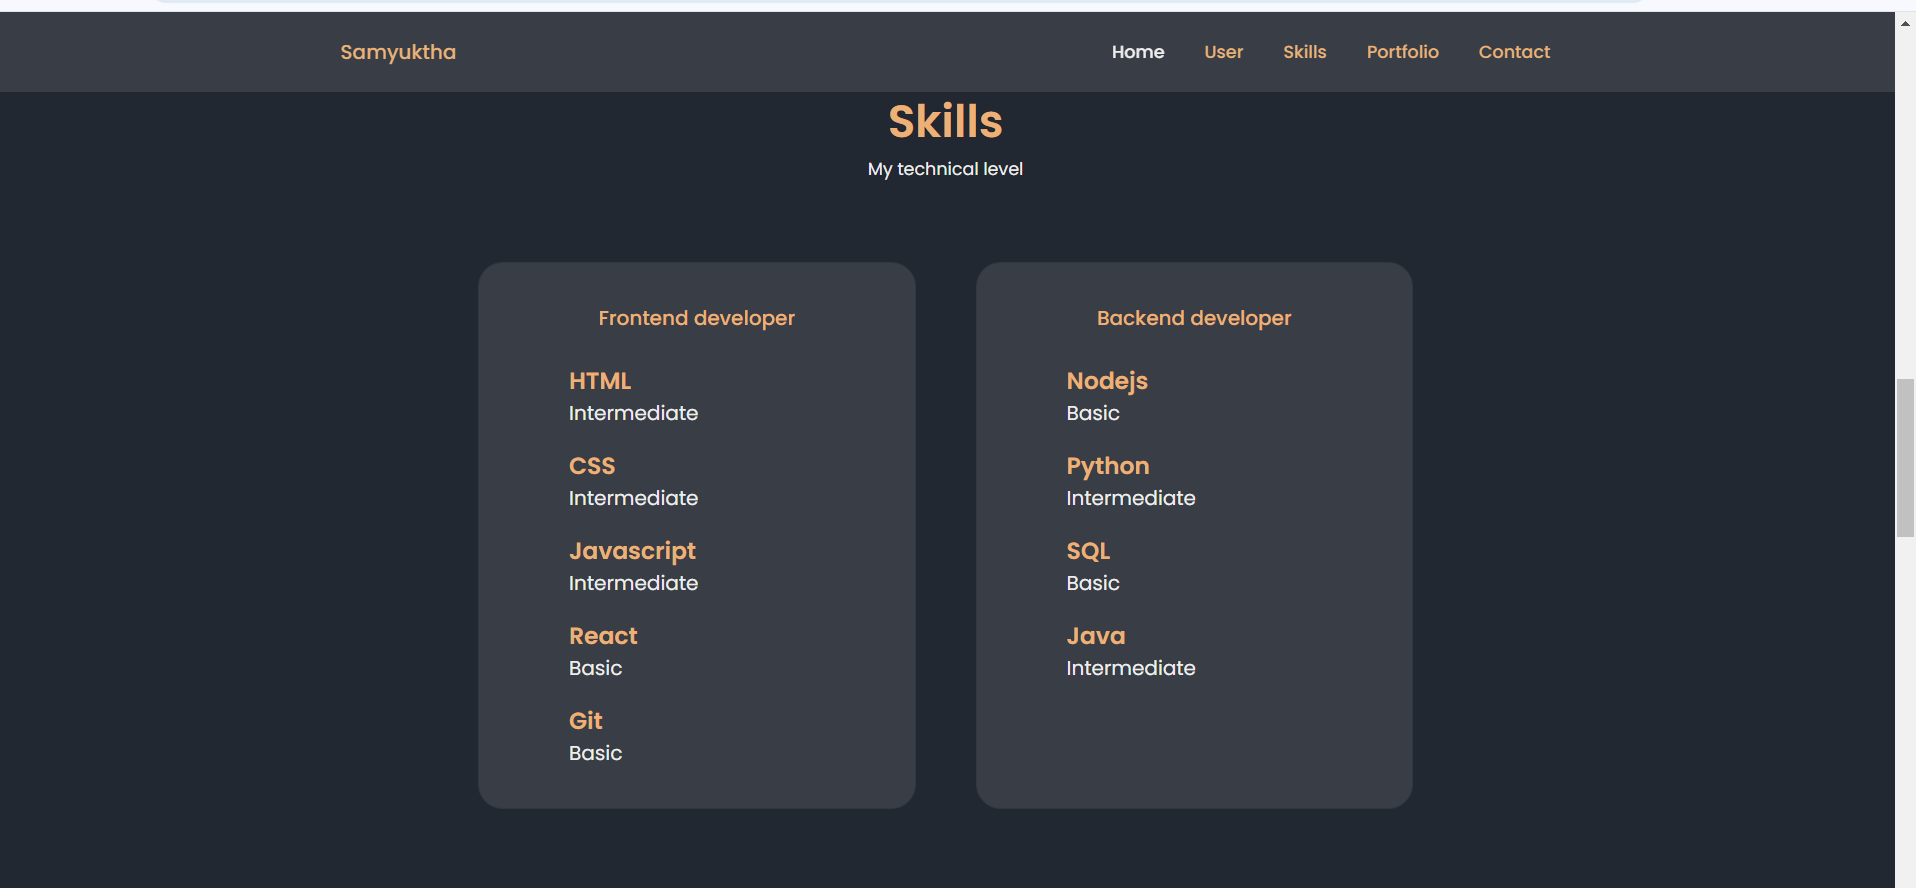 Samyuktha
Home User Skills Portfolio Contact
Skills
My technical level
Frontend developer
HTML
Intermediate
CSS
Intermediate
Javascript
Intermediate
React
Basic
Git
Basic
Backend developer
Nodejs
Basic
Python
Intermediate
SQL
Basic
Java
Intermediate